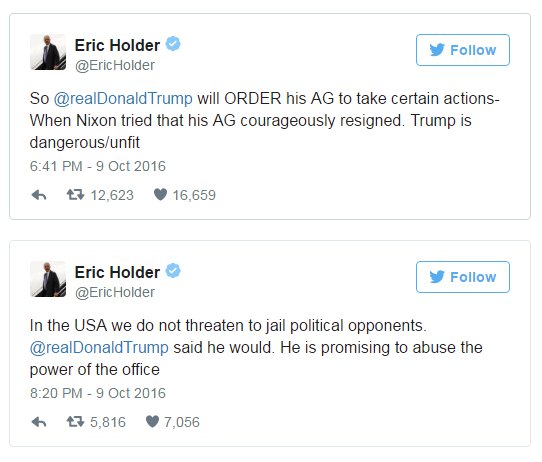 Eric Holder
Follow
@EricHolder
So @realDonaldTrump will ORDER his AG to take certain actions-
When Nixon tried that his AG courageously resigned. Trump is
dangerous/unfit
6:41 PM - 9 Oct 2016
12,623 16,659
Eric Holder
Follow
@EricHolder
In the USA we do not threaten to jail political opponents.
@realDonaldTrump said he would. He is promising to abuse the
power of the office
8:20 PM - 9 Oct 2016
5,816 7,056